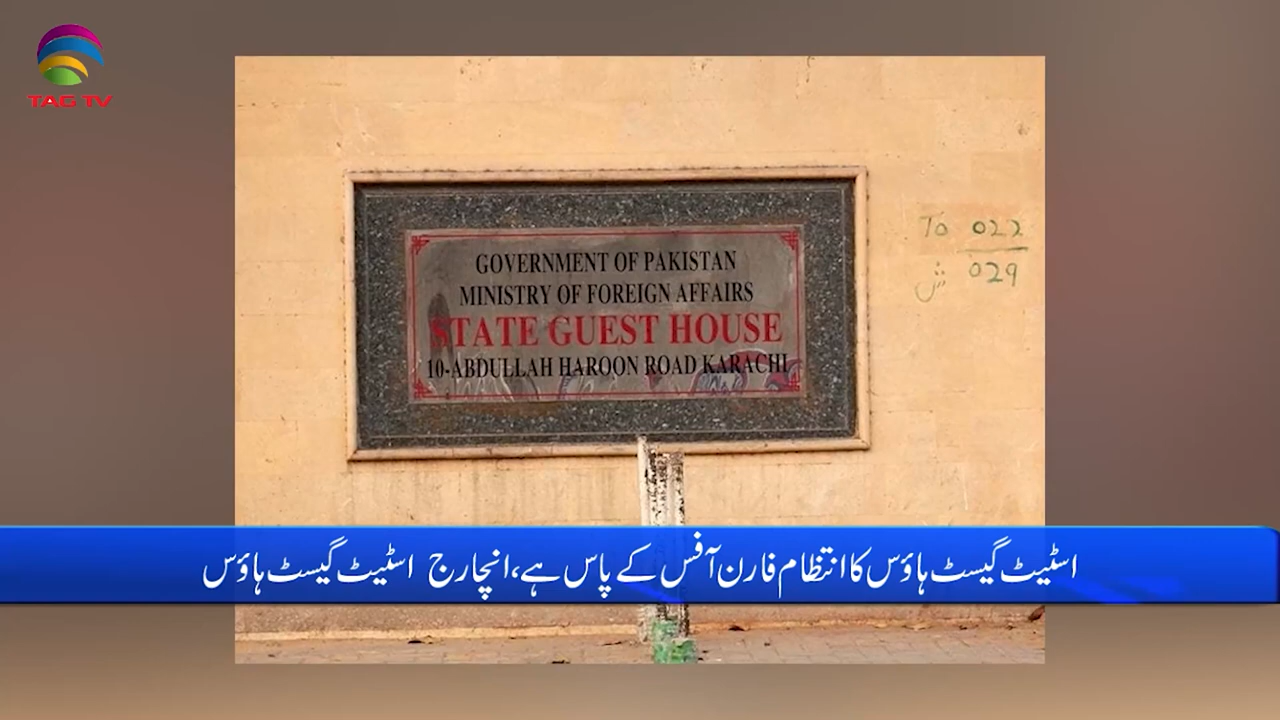 TAG TV
GOVERNMENT OF PAKISTAN
MINISTRY OF FOREIGN AFFAIRS
STATE GUEST HOUSE
10-ABDULLAH HAROON ROAD KARACHI
To 022
ش 029
اسٹیٹ گیسٹ ہاؤس کا انتظام فارن آفس کے پاس ہے، انچارج اسٹیٹ گیسٹ ہاؤس